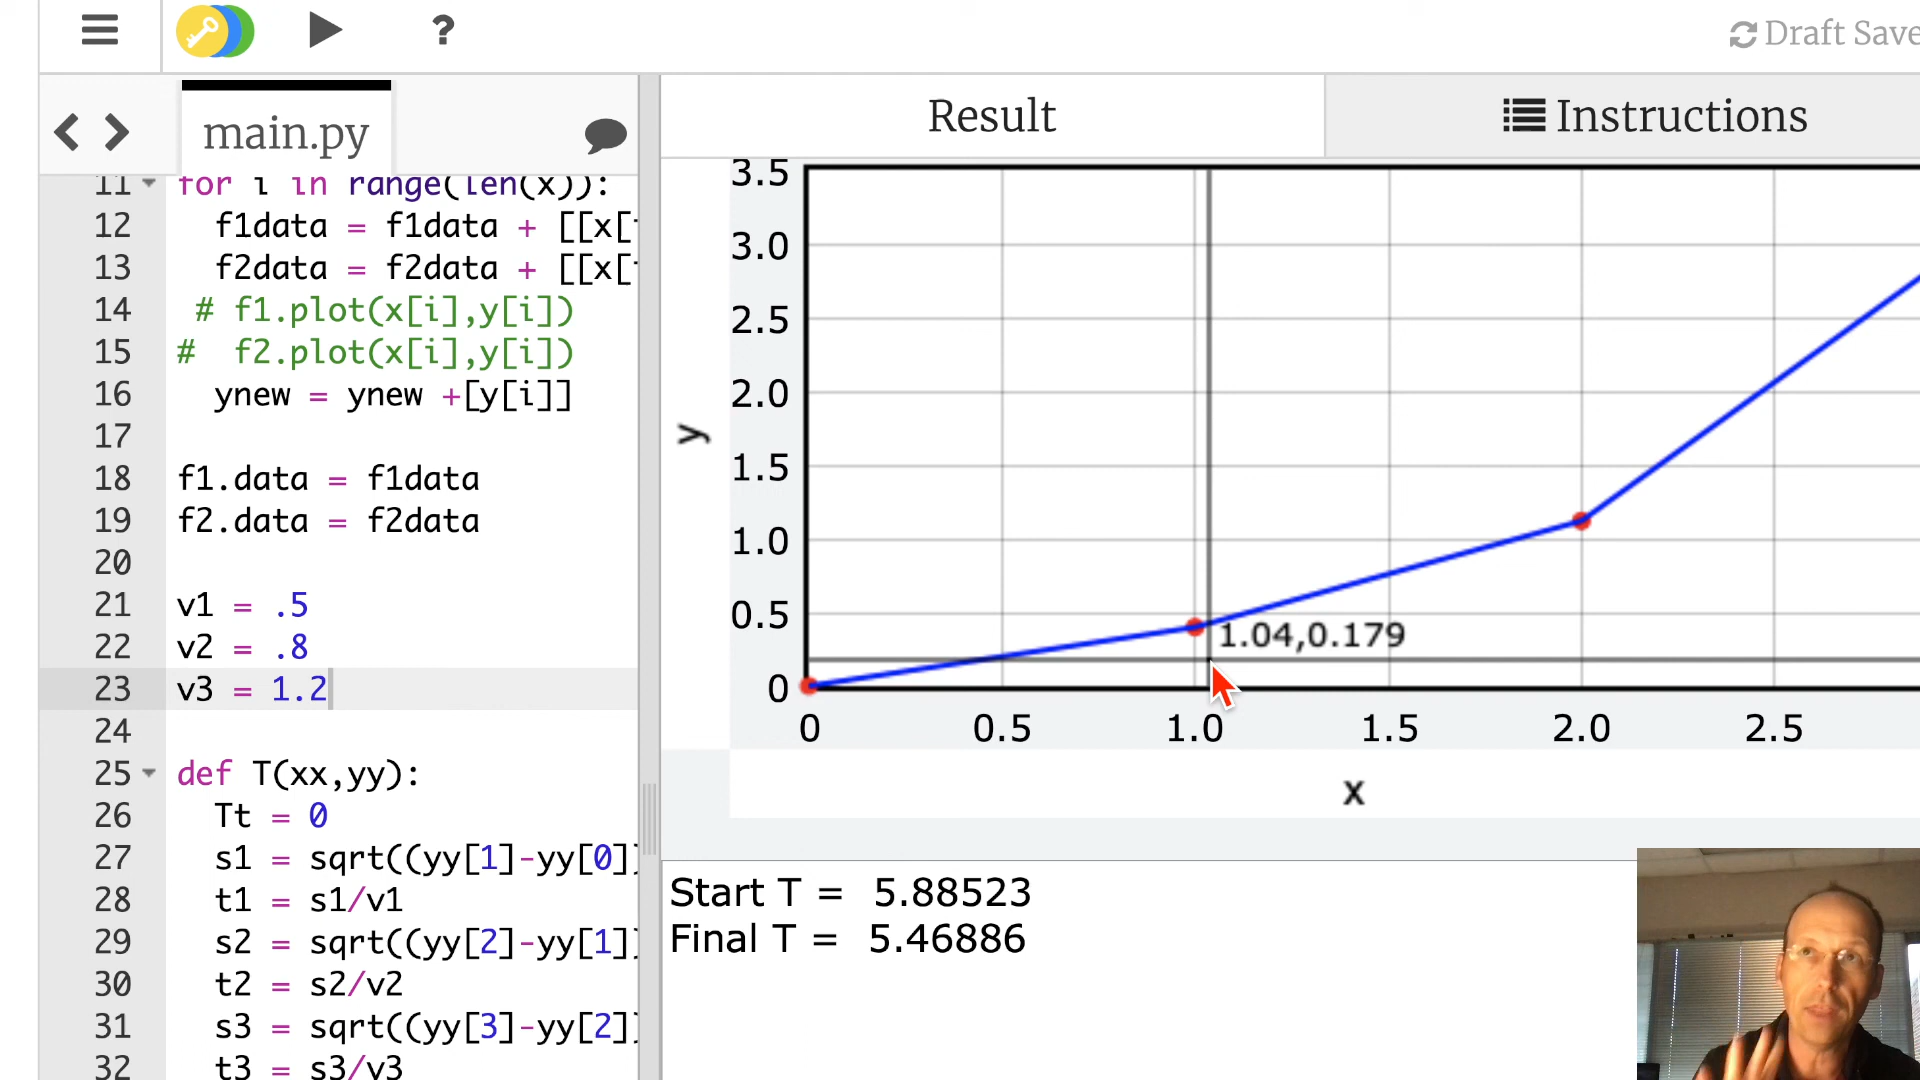 ?
Draft Save
main.py
Result
Instructions
11 for i in range(len(x)):
12 f1data = f1data + [[x[
13 f2data = f2data + [[x[
14 # f1.plot(x[i],y[i])
15 # f2.plot(x[i],y[i])
16 ynew = ynew +[y[i]]
17
18 f1.data = f1data
19 f2.data = f2data
20
21 v1 = .5
22 v2 = .8
23 v3 = 1.2
24
25 def T(xx,yy):
26 Tt = 0
27 s1 = sqrt((yy[1]-yy[0]
28 t1 = s1/v1
29 s2 = sqrt((yy[2]-yy[1]
30 t2 = s2/v2
31 s3 = sqrt((yy[3]-yy[2]
32 t3 = s3/v3
3.5
3.0
2.5
2.0
y
1.5
1.0
0.5
1.04,0.179
0
0 0.5 1.0 1.5 2.0 2.5
x
Start T = 5.88523
Final T = 5.46886